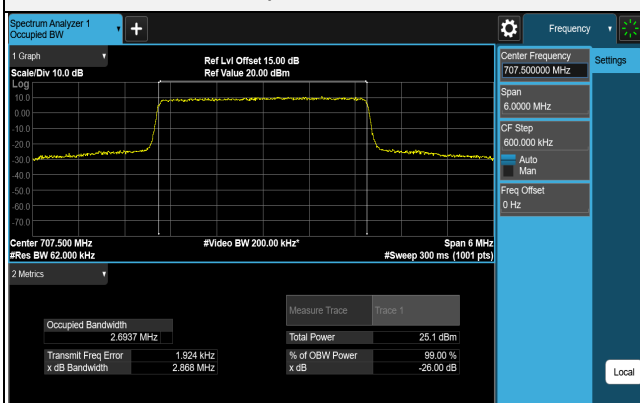 Spectrum Analyzer 1
Occupied BW
+
Frequency
1 Graph
Ref Lvl Offset 15.00 dB
Scale/Div 10.0 dB
Ref Value 20.00 dBm
Log
10.0
0.00
-10.0
-20.0
-30.0
-40.0
-50.0
-60.0
-70.0
Center 707.500 MHz
#Video BW 200.00 kHz*
Span 6 MHz
#Res BW 62.000 kHz
#Sweep 300 ms (1001 pts)
Center Frequency
707.500000 MHz
Settings
Span
6.0000 MHz
CF Step
600.000 kHz
Auto
Man
Freq Offset
0 Hz
Local
2 Metrics
Measure Trace
Trace 1
Occupied Bandwidth
2.6937 MHz
Total Power
25.1 dBm
Transmit Freq Error
1.924 kHz
% of OBW Power
99.00 %
x dB Bandwidth
2.868 MHz
x dB
-26.00 dB